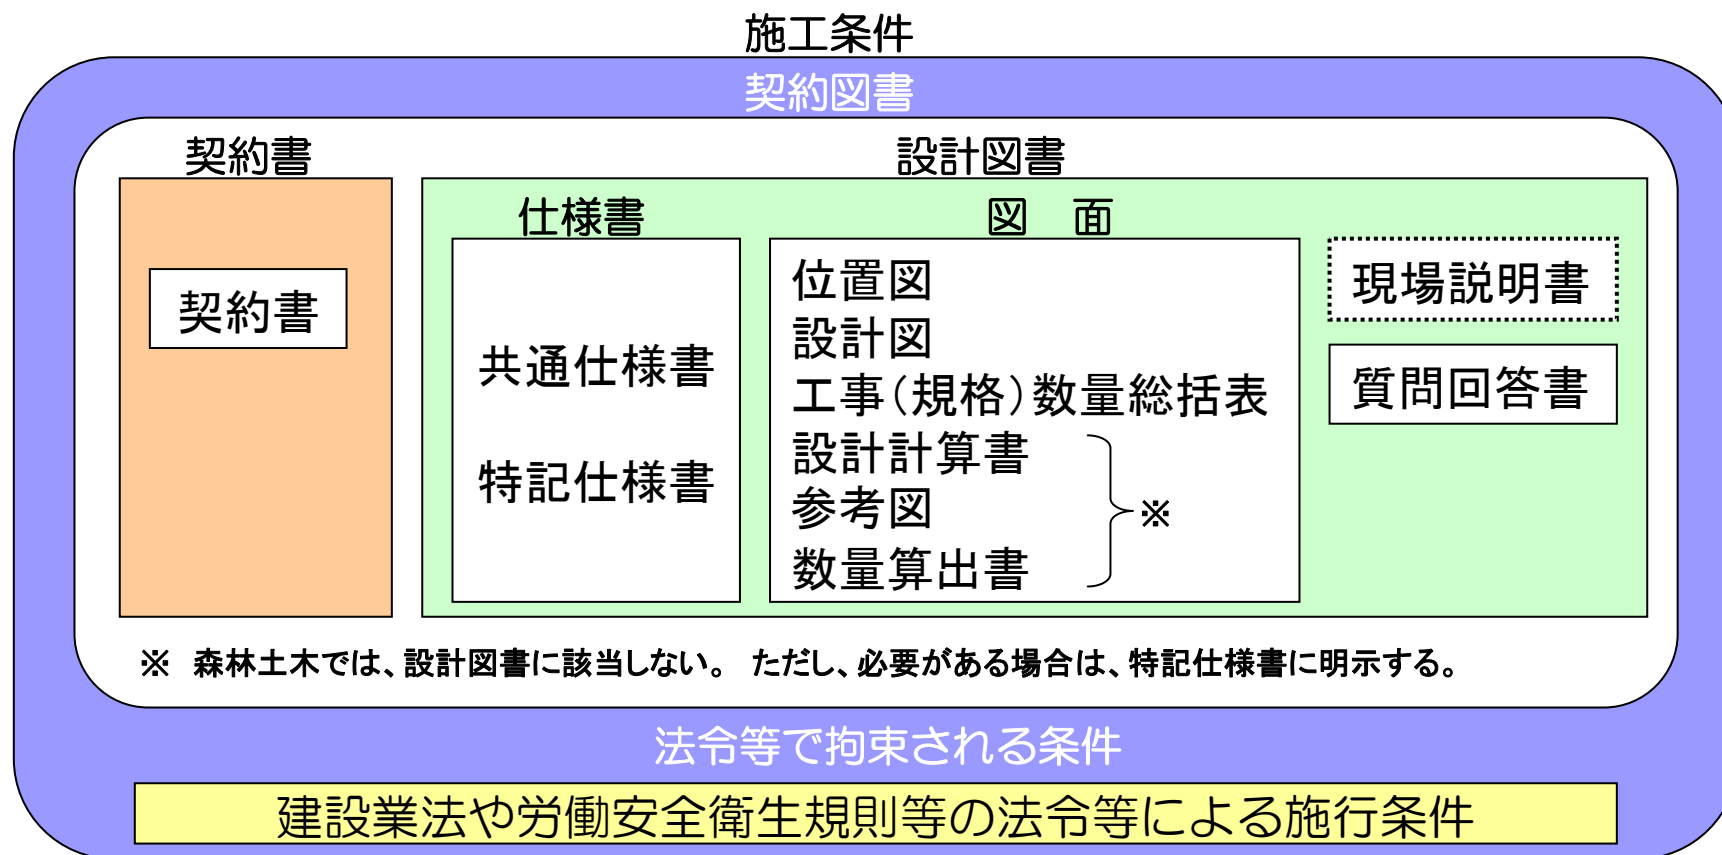 施工条件
契約図書
契約書
設計図書
仕様書
図　面
契約書
共通仕様書
特記仕様書
位置図
設計図
工事(規格)数量総括表
設計計算書
参考図
数量算出書
※
現場説明書
質問回答書
※　森林土木では、設計図書に該当しない。 ただし、必要がある場合は、特記仕様書に明示する。
法令等で拘束される条件
建設業法や労働安全衛生規則等の法令等による施行条件